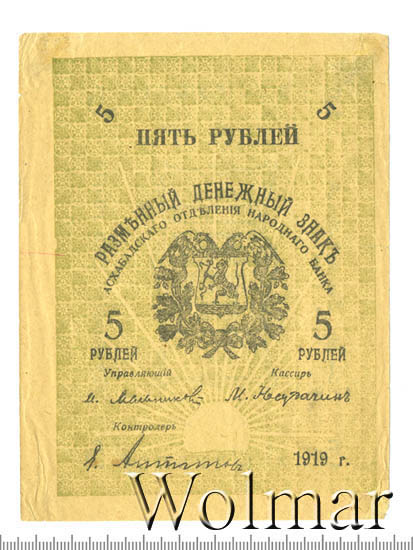 5 5
ПЯТЬ РУБЛЕЙ
РАЗМѢННЫЙ ДЕНЕЖНЫЙ ЗНАКЪ
АСХАБАДСКАГО ОТДѢЛЕНІЯ НАРОДНАГО БАНКА
5 5
РУБЛЕЙ РУБЛЕЙ
Управляющій Кассиръ
Контролеръ
1919 г.
Wolmar